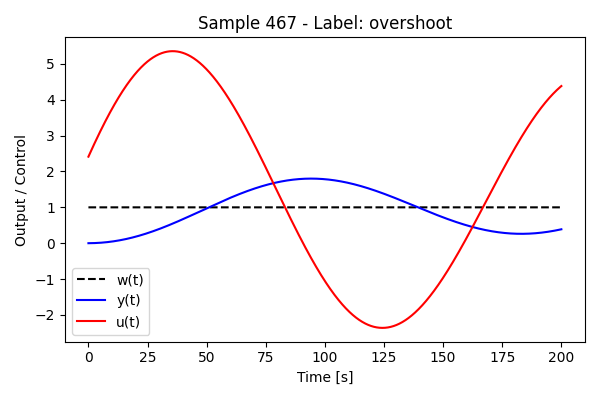 Sample 467 - Label: overshoot
Output / Control
5
4
3
2
1
0
−1
−2
w(t)
y(t)
u(t)
0 25 50 75 100 125 150 175 200
Time [s]